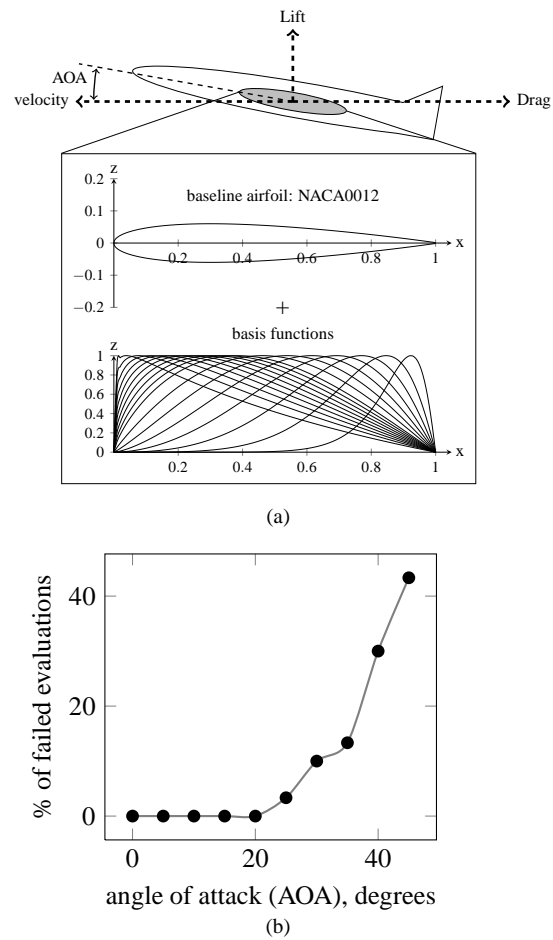 Lift
AOA
velocity
Drag
z
0.2
baseline airfoil: NACA0012
0.1
0
x
0.2 0.4 0.6 0.8 1
−0.1
−0.2
+
basis functions
z
1
0.8
0.6
0.4
0.2
0
x
0.2 0.4 0.6 0.8 1
(a)
% of failed evaluations
40
20
0
0 20 40
angle of attack (AOA), degrees
(b)